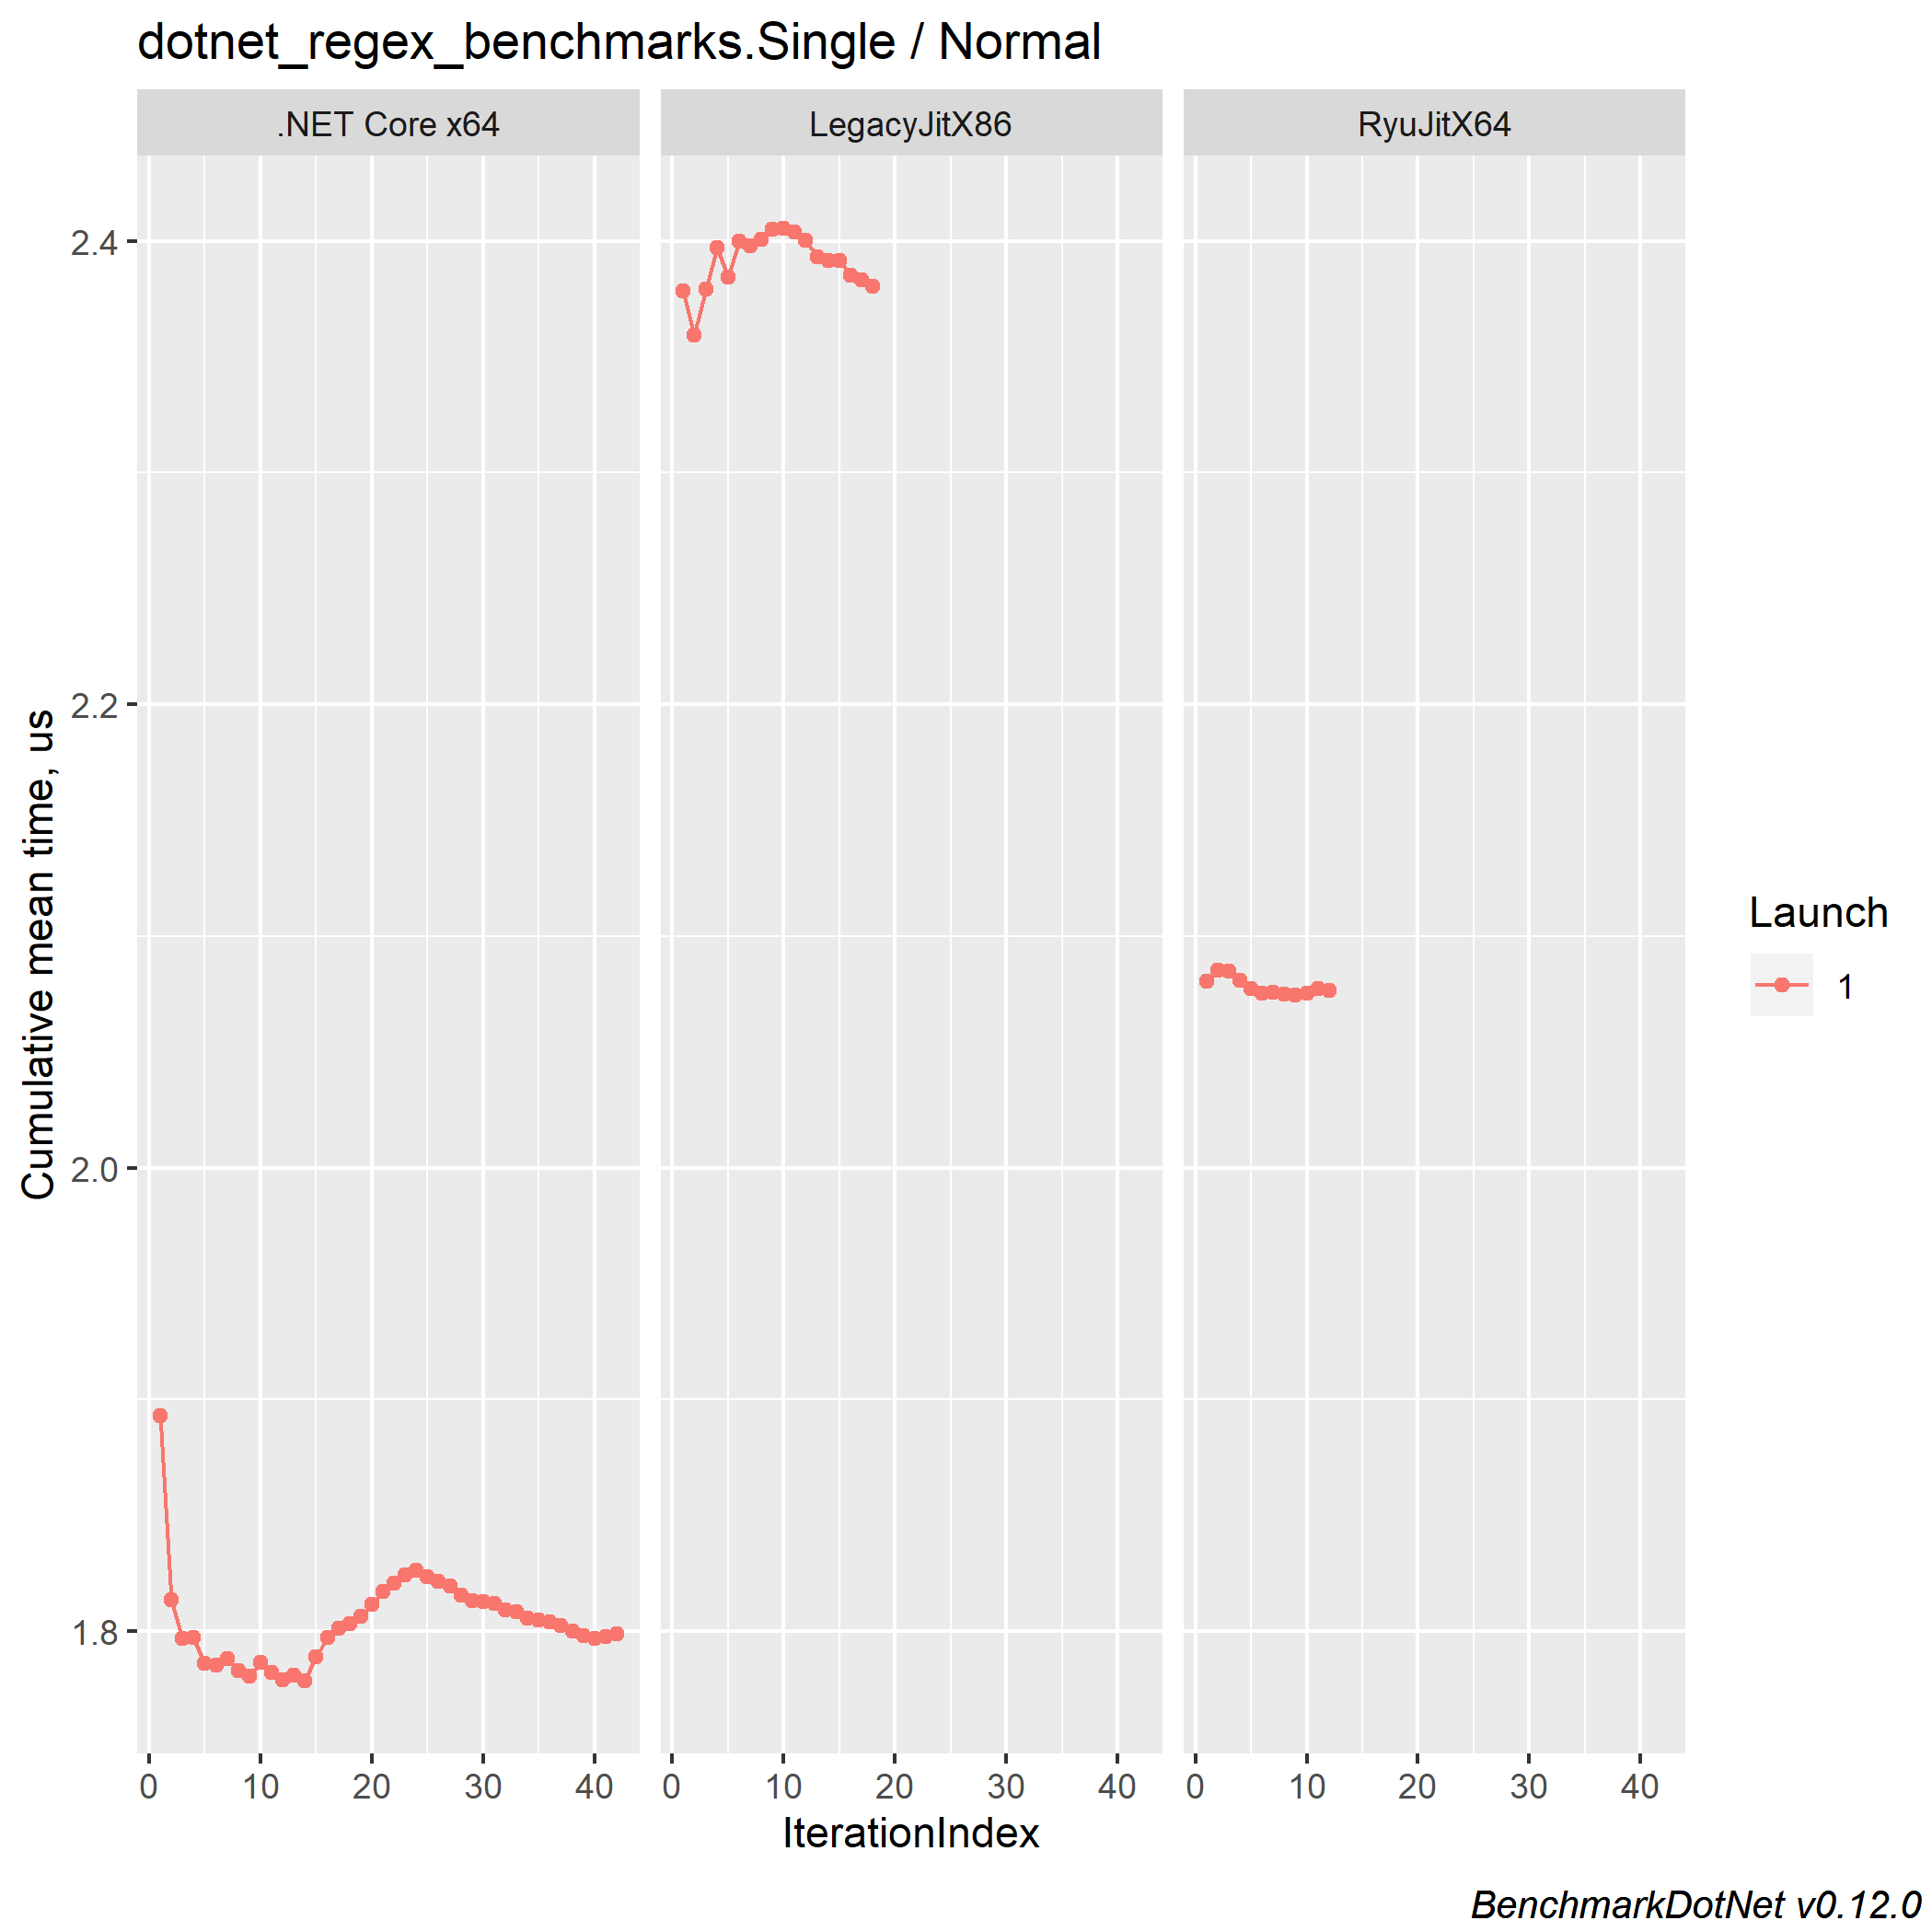 dotnet_regex_benchmarks.Single / Normal
.NET Core x64
LegacyJitX86
RyuJitX64
Cumulative mean time, us
2.4
2.2
2.0
1.8
0 10 20 30 40
0 10 20 30 40
0 10 20 30 40
IterationIndex
Launch
1
BenchmarkDotNet v0.12.0